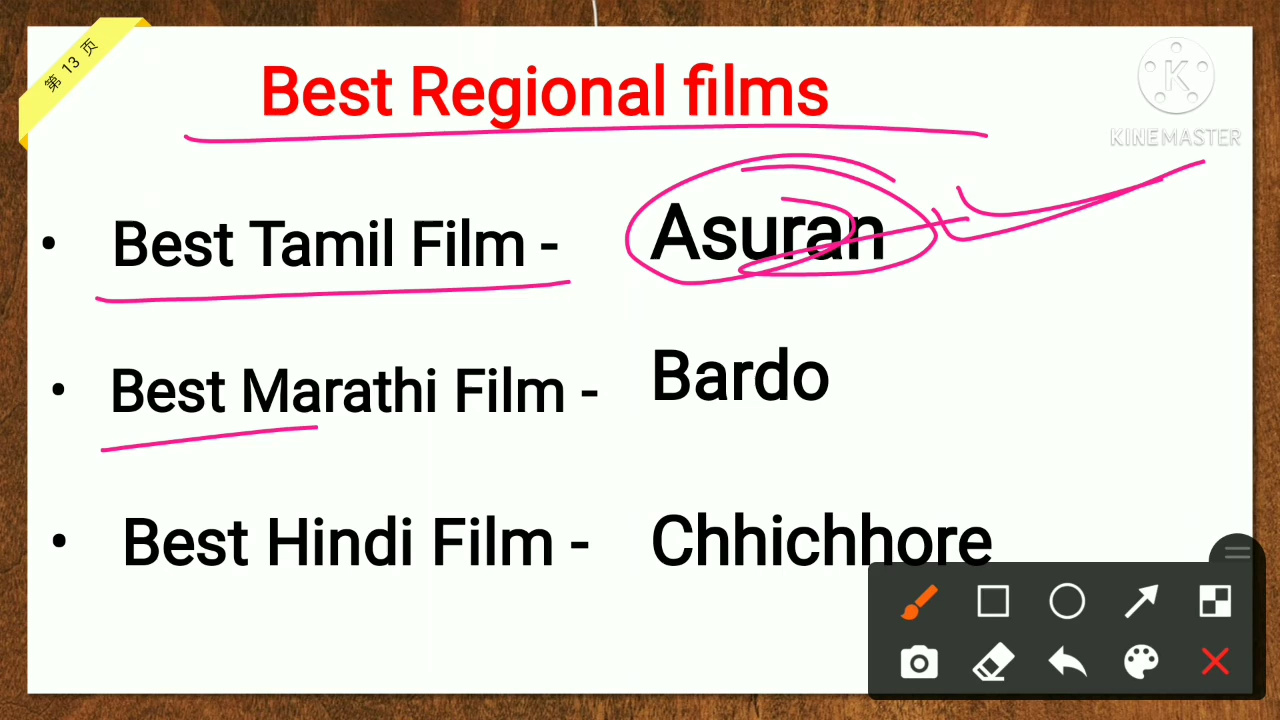 第 13 页
Best Regional films
K
KINEMASTER
• Best Tamil Film - Asuran
• Best Marathi Film - Bardo
• Best Hindi Film - Chhichhore